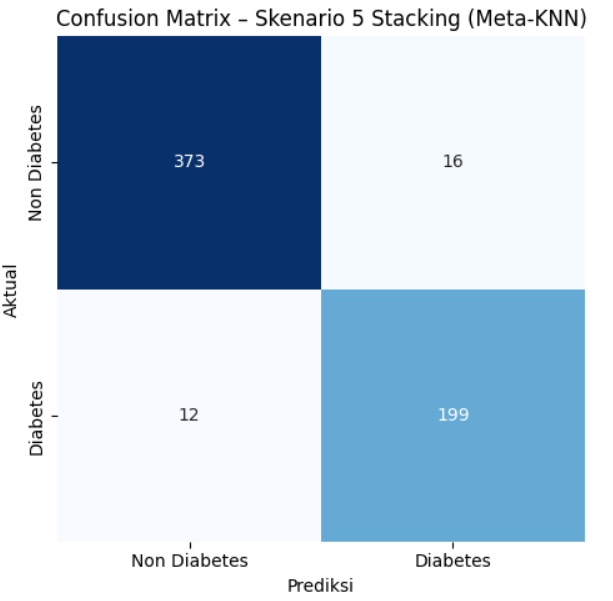 Confusion Matrix – Skenario 5 Stacking (Meta-KNN)
Aktual
Non Diabetes
373
16
Diabetes
12
199
Non Diabetes
Diabetes
Prediksi